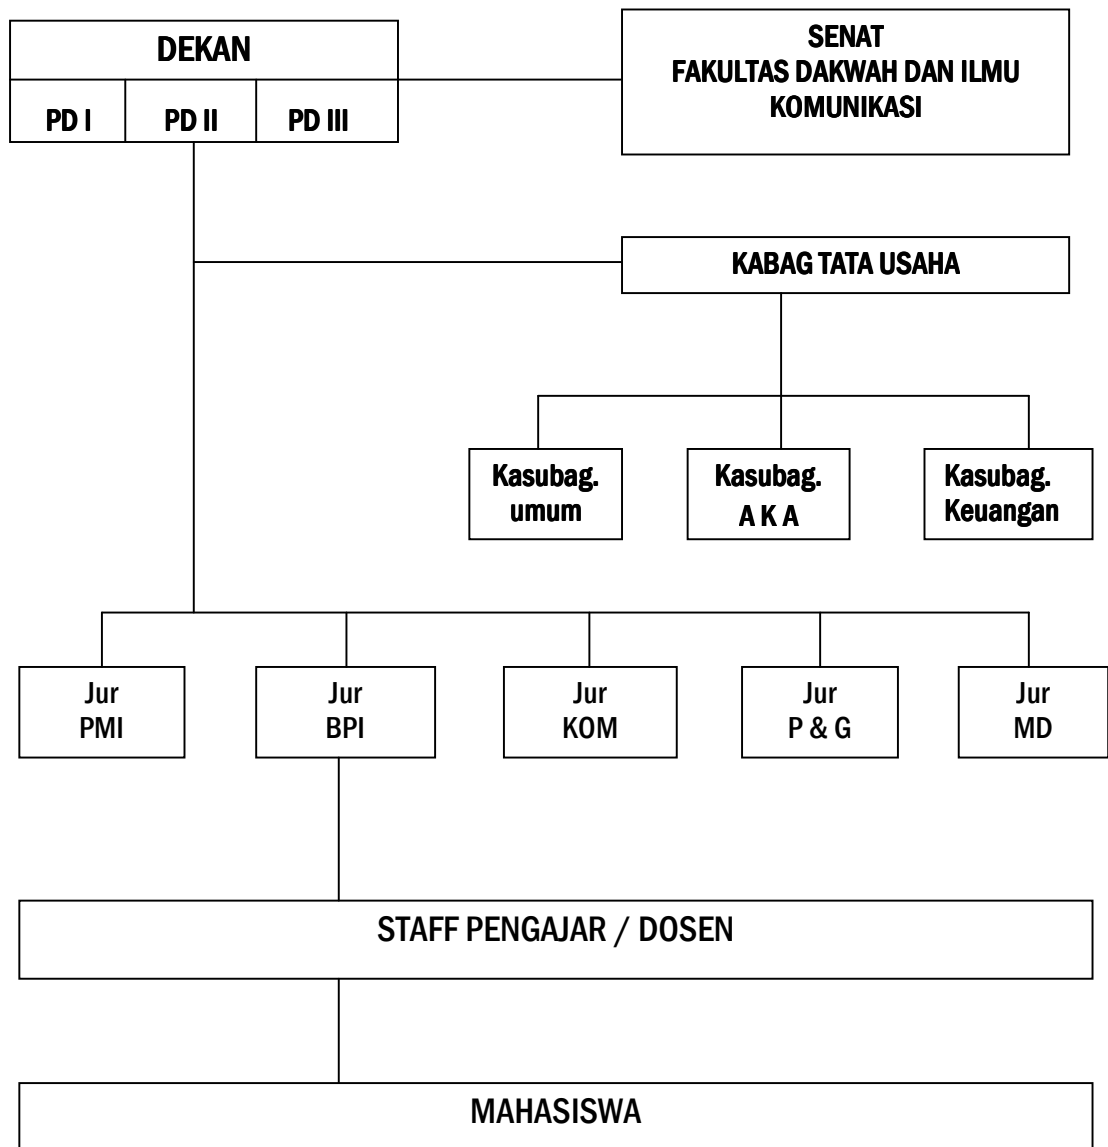 DEKAN
PD I
PD II
PD III
SENAT
FAKULTAS DAKWAH DAN ILMU
KOMUNIKASI
KABAG TATA USAHA
Kasubag.
umum
Kasubag.
A K A
Kasubag.
Keuangan
Jur
PMI
Jur
BPI
Jur
KOM
Jur
P & G
Jur
MD
STAFF PENGAJAR / DOSEN
MAHASISWA